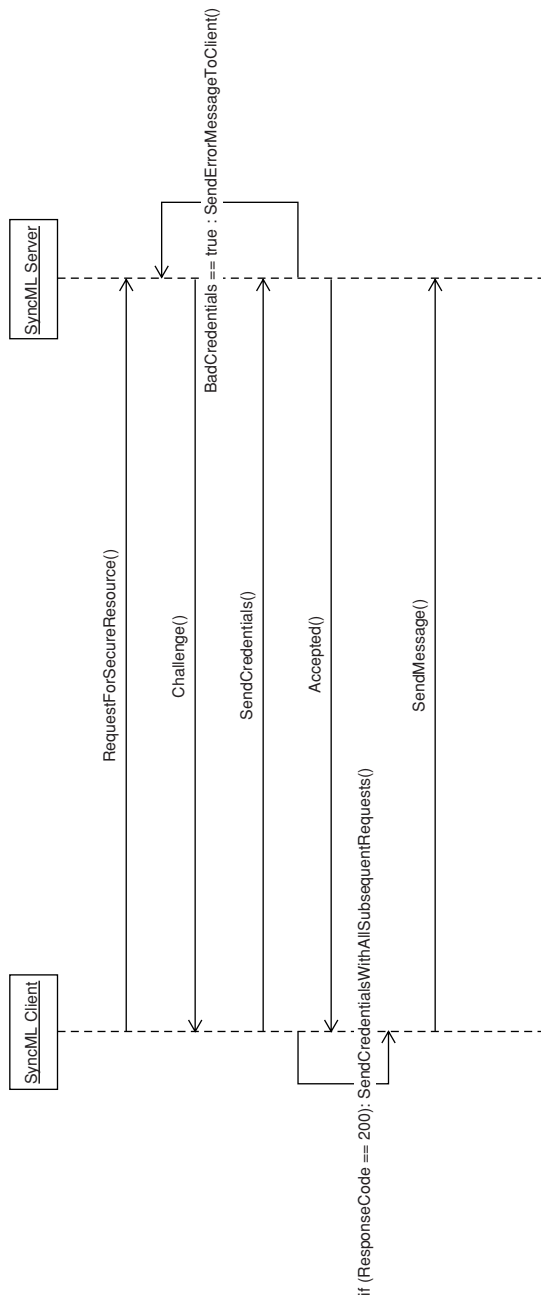 SyncML Client
SyncML Server
RequestForSecureResource()
Challenge()
BadCredentials == true : SendErrorMessageToClient()
SendCredentials()
Accepted()
if (ResponseCode == 200): SendCredentialsWithAllSubsequentRequests()
SendMessage()